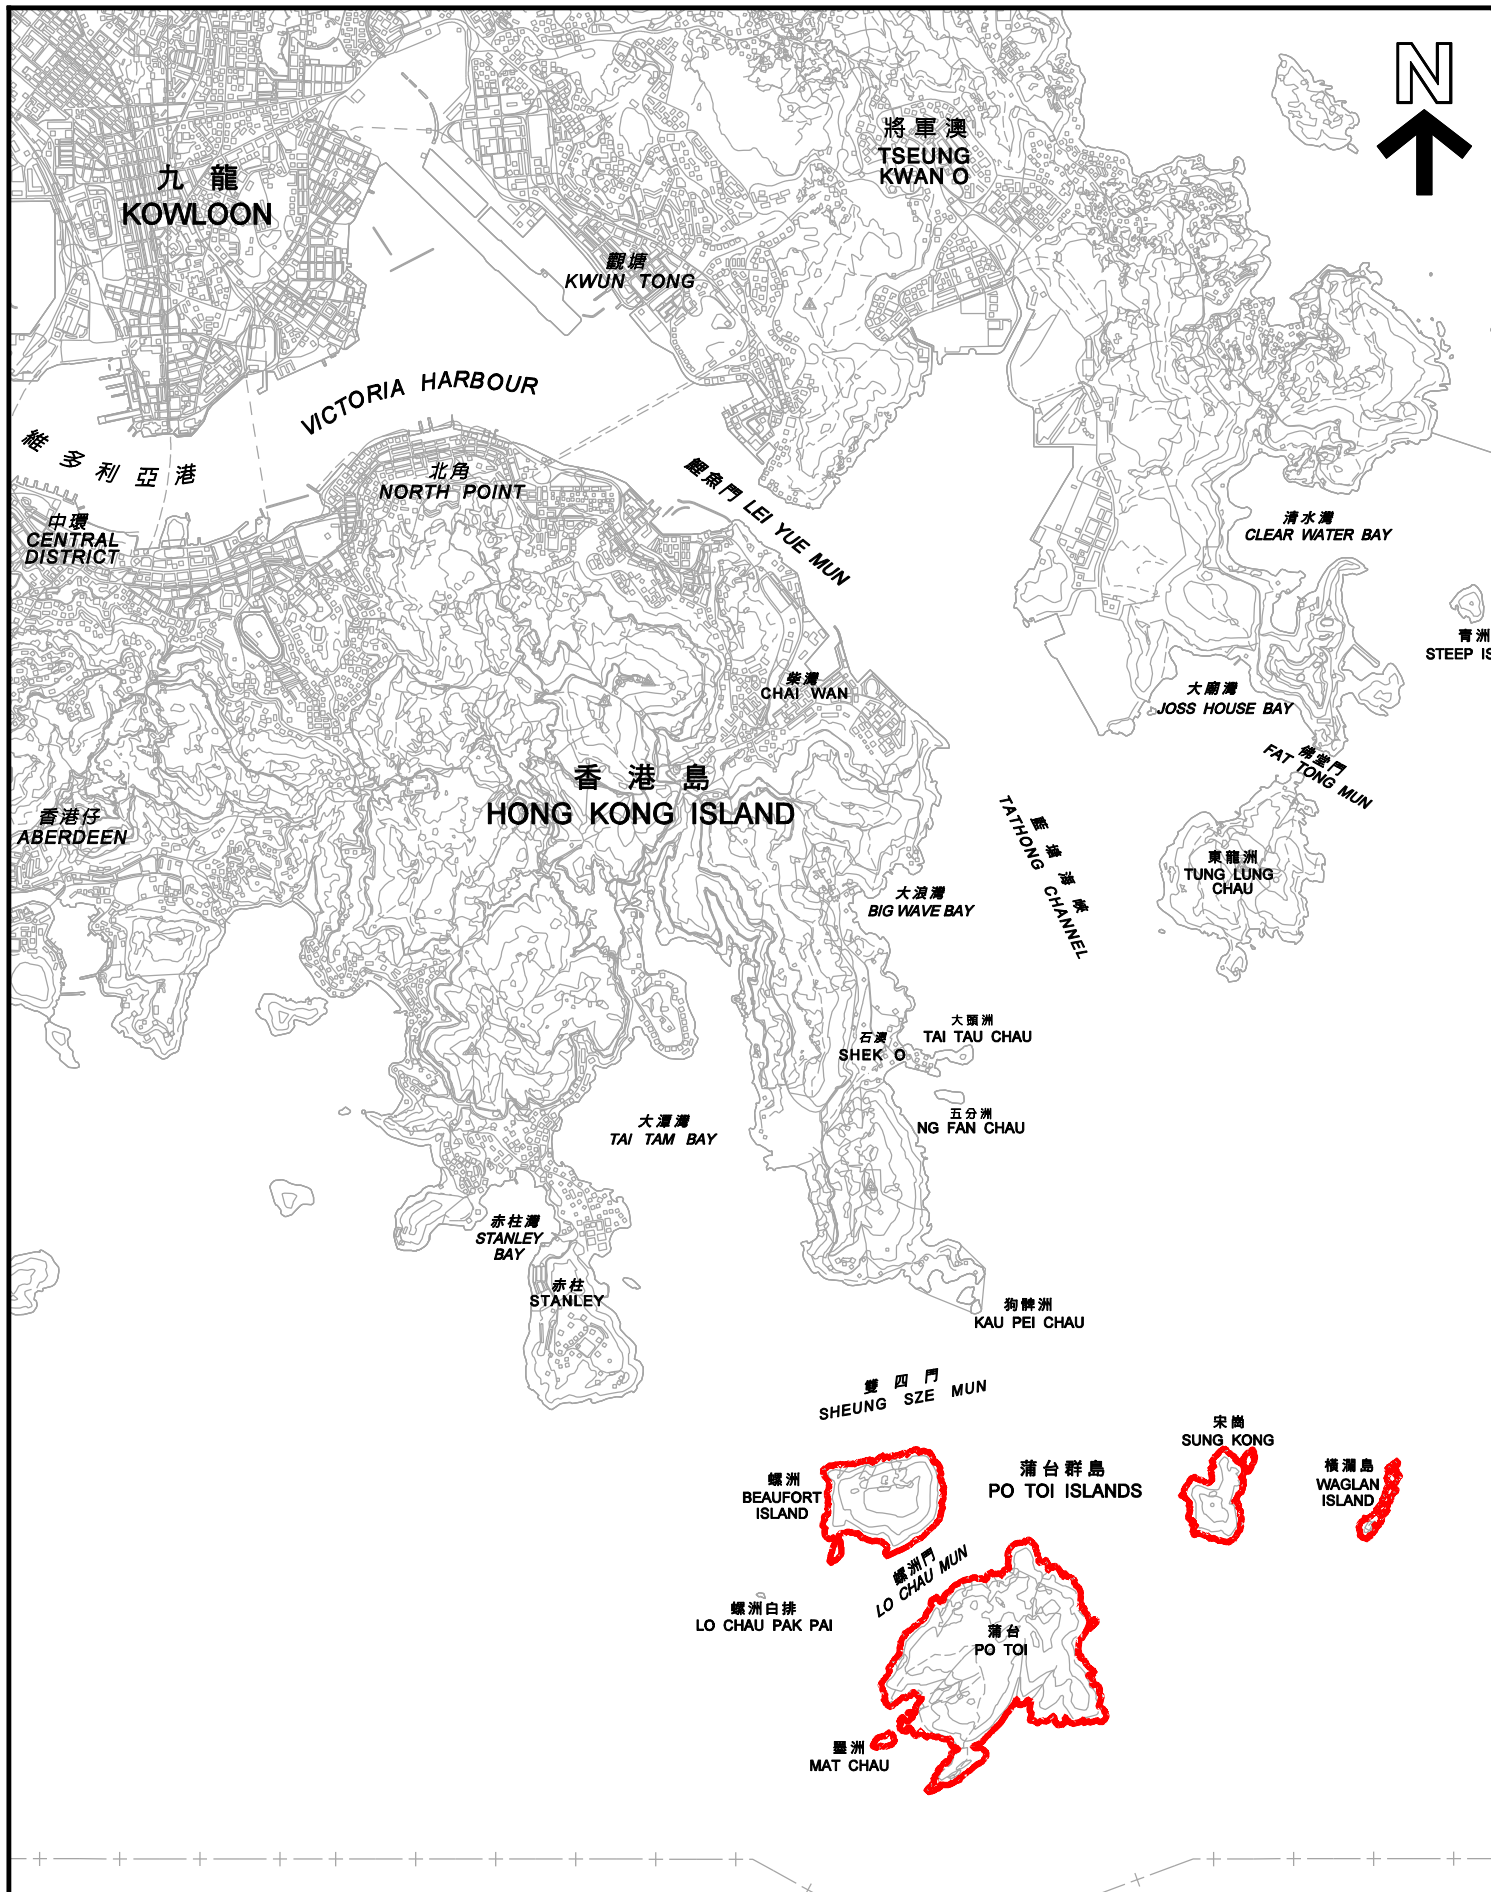 N
將軍澳
TSEUNG
KWAN O
九龍
KOWLOON
觀塘
KWUN TONG
VICTORIA HARBOUR
維多利亞港
北角
NORTH POINT
鯉魚門 LEI YUE MUN
中環
CENTRAL
DISTRICT
清水灣
CLEAR WATER BAY
青洲
STEEP IS
柴灣
CHAI WAN
大廟灣
JOSS HOUSE BAY
佛堂門
FAT TONG MUN
香港島
HONG KONG ISLAND
香港仔
ABERDEEN
藍塘海峽
TATHONG CHANNEL
東龍洲
TUNG LUNG
CHAU
大浪灣
BIG WAVE BAY
大頭洲
TAI TAU CHAU
石澳
SHEK O
五分洲
NG FAN CHAU
大潭灣
TAI TAM BAY
赤柱灣
STANLEY
BAY
赤柱
STANLEY
狗髀洲
KAU PEI CHAU
雙四門
SHEUNG SZE MUN
宋崗
SUNG KONG
蒲台群島
PO TOI ISLANDS
橫瀾島
WAGLAN
ISLAND
螺洲
BEAUFORT
ISLAND
螺洲門
LO CHAU MUN
螺洲白排
LO CHAU PAK PAI
蒲台
PO TOI
墨洲
MAT CHAU